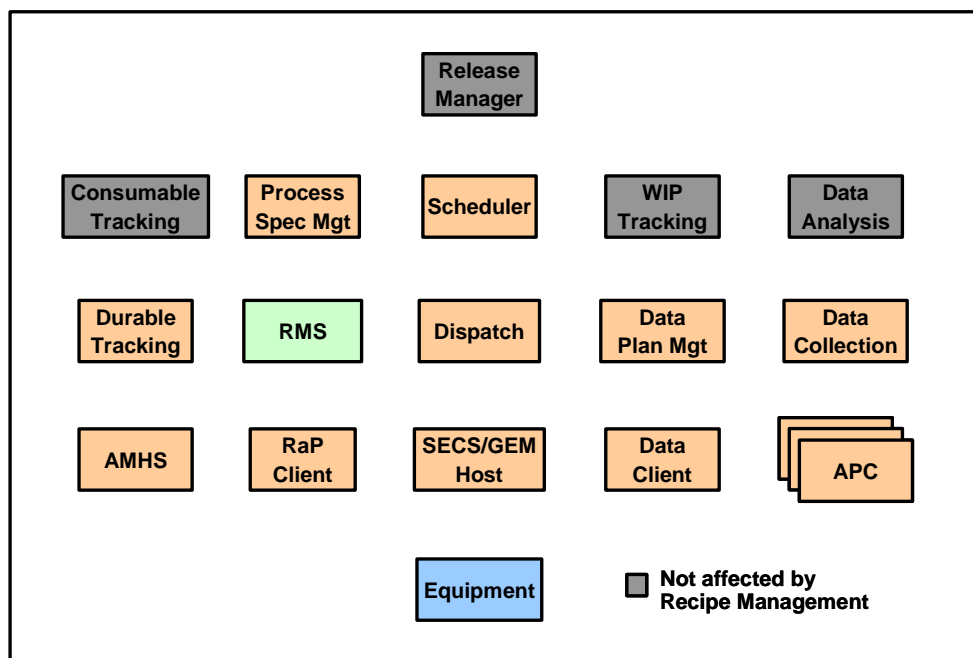 Release
Manager
Consumable
Tracking
Process
Spec Mgt
Scheduler
WIP
Tracking
Data
Analysis
Durable
Tracking
RMS
Dispatch
Data
Plan Mgt
Data
Collection
AMHS
RaP
Client
SECS/GEM
Host
Data
Client
APC
Equipment
Not affected by
Recipe Management